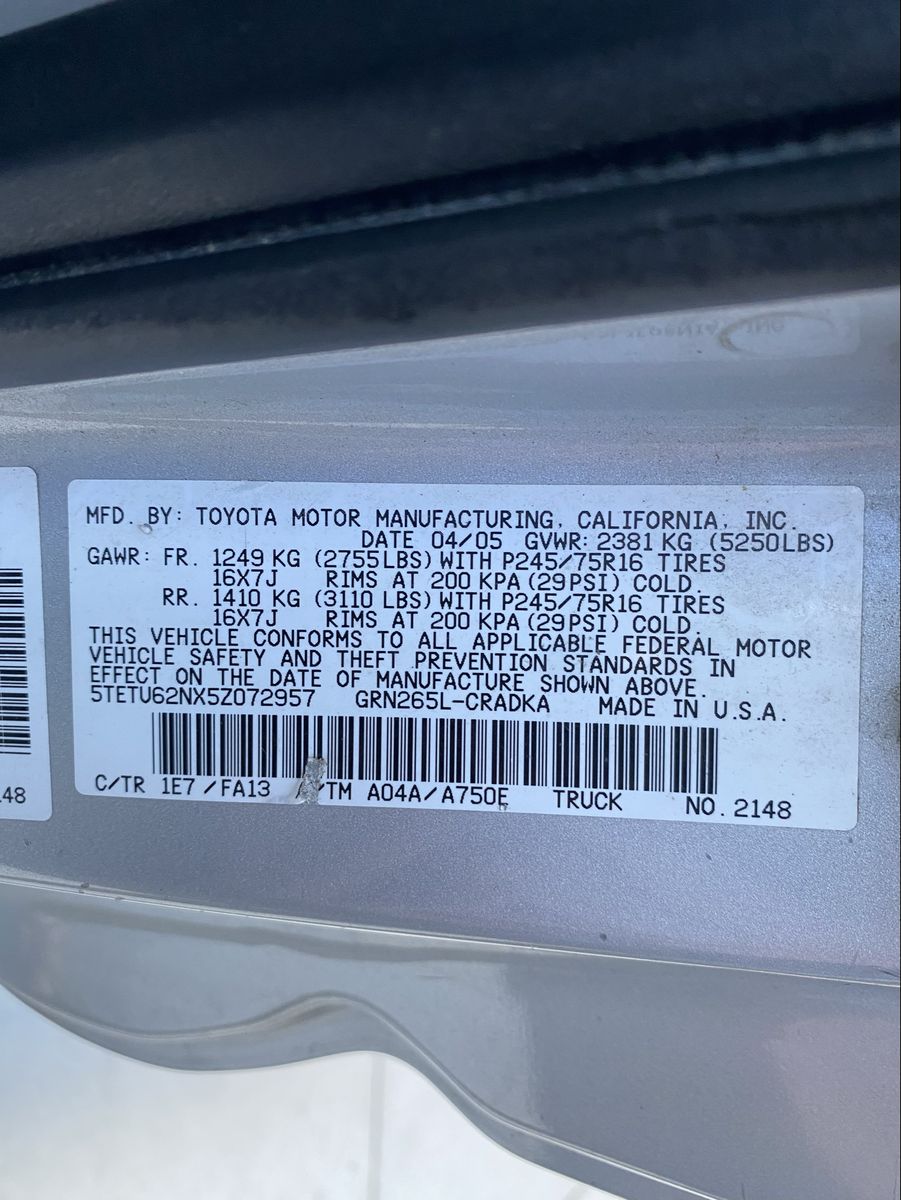 MFD. BY: TOYOTA MOTOR MANUFACTURING, CALIFORNIA, INC.
DATE 04/05 GVWR: 2381 KG (5250LBS)
GAWR: FR. 1249 KG (2755LBS) WITH P245/75R16 TIRES
16X7J RIMS AT 200 KPA (29PSI) COLD.
RR. 1410 KG (3110 LBS) WITH P245/75R16 TIRES
16X7J RIMS AT 200 KPA (29PSI) COLD.
THIS VEHICLE CONFORMS TO ALL APPLICABLE FEDERAL MOTOR
VEHICLE SAFETY AND THEFT PREVENTION STANDARDS IN
EFFECT ON THE DATE OF MANUFACTURE SHOWN ABOVE.
5TETU62NX5Z072957 GRN265L-CRADKA MADE IN U.S.A.
C/TR 1E7/FA13 /TM A04A/A750E TRUCK NO. 2148